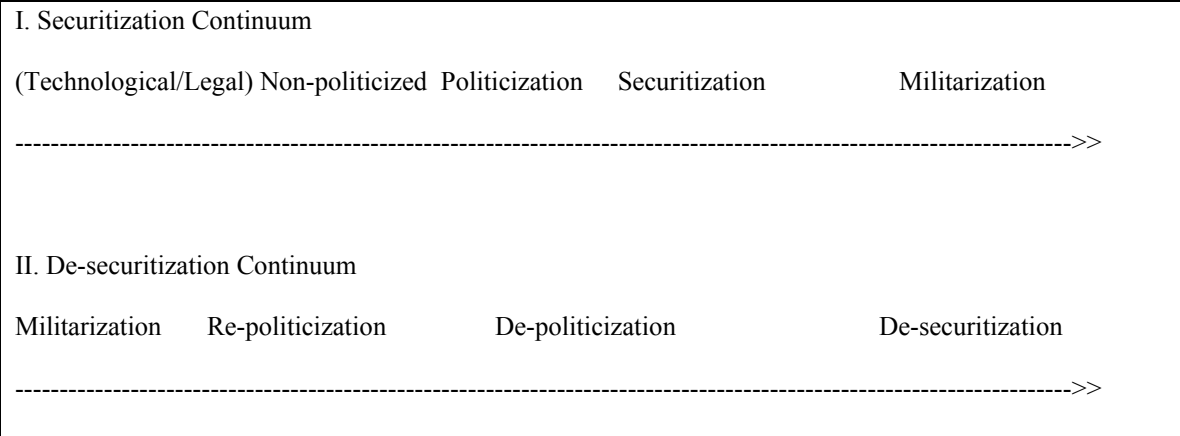 I. Securitization Continuum
(Technological/Legal) Non-politicized Politicization Securitization Militarization
------------------------------------------------------------------------------------------------------------------------>>
II. De-securitization Continuum
Militarization Re-politicization De-politicization De-securitization
------------------------------------------------------------------------------------------------------------------------>>